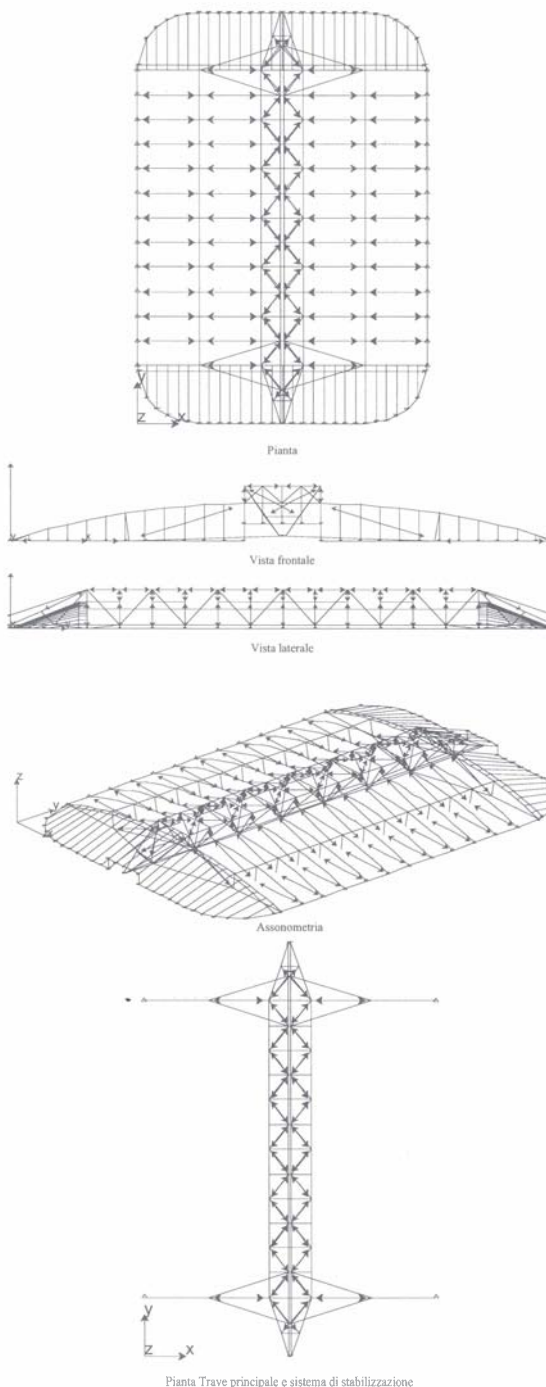 y
z x
Pianta
x
Vista frontale
Vista laterale
z
y
Assonometria
y
z x
Pianta Trave principale e sistema di stabilizzazione